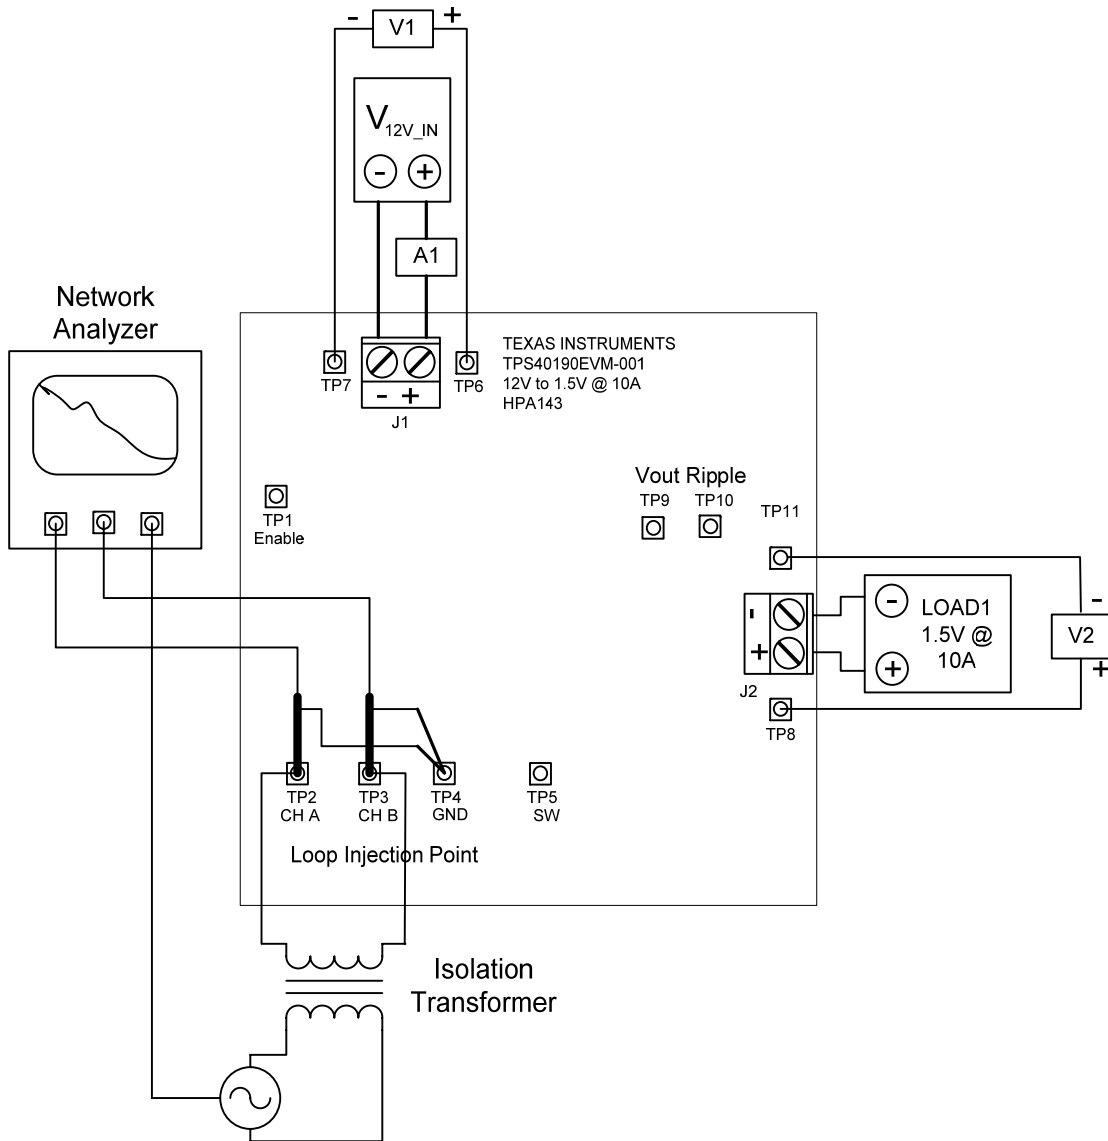 - V1 +
V12V_IN
- +
A1
Network
Analyzer
TEXAS INSTRUMENTS
TPS40190EVM-001
12V to 1.5V @ 10A
HPA143
TP7
TP6
- +
J1
Vout Ripple
TP9
TP10
TP11
TP1
Enable
-
+
J2
-
+
LOAD1
1.5V @
10A
-
V2
+
TP8
TP2
CH A
TP3
CH B
TP4
GND
TP5
SW
Loop Injection Point
Isolation
Transformer